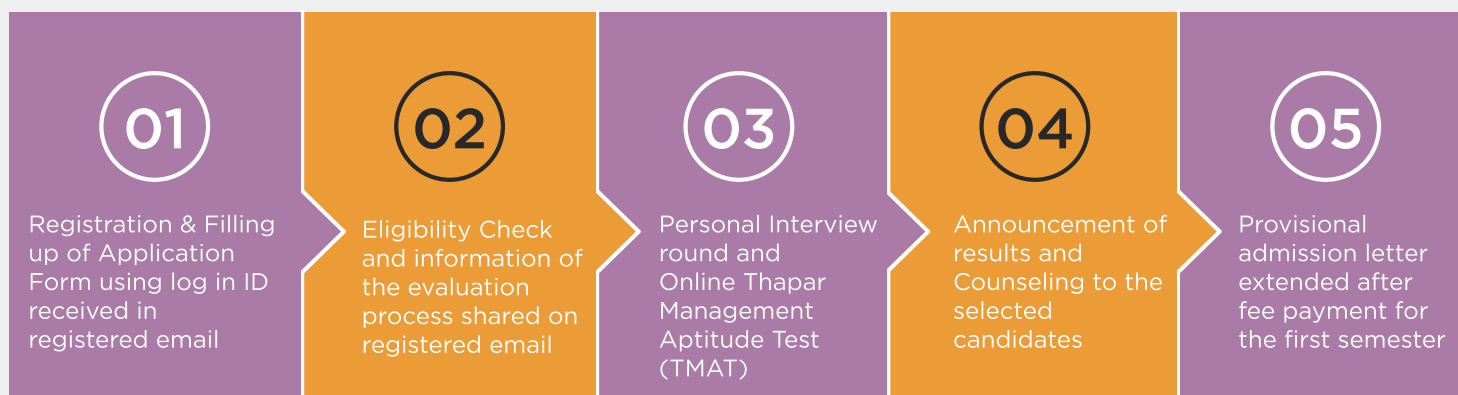 01
Registration & Filling
up of Application
Form using log in ID
received in
registered email
02
Eligibility Check
and information of
the evaluation
process shared on
registered email
03
Personal Interview
round and
Online Thapar
Management
Aptitude Test
(TMAT)
04
Announcement of
results and
Counseling to the
selected
candidates
05
Provisional
admission letter
extended after
fee payment for
the first semester